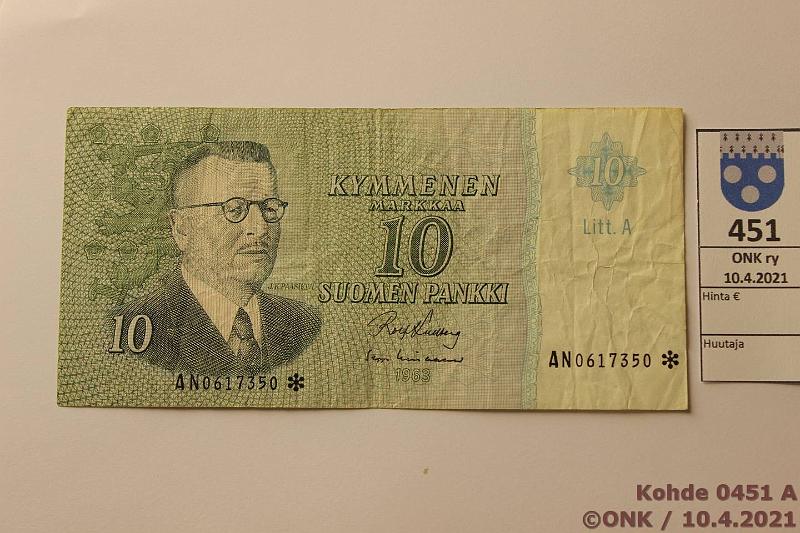 KYMMENEN
MARKKAA
10
SUOMEN PANKKI
J.K.PAASIKIVI
10
1963
AN0617350 *
10
Litt. A
AN0617350 *
451
ONK ry
10.4.2021
Hinta €
Huutaja
Kohde 0451 A
©ONK / 10.4.2021